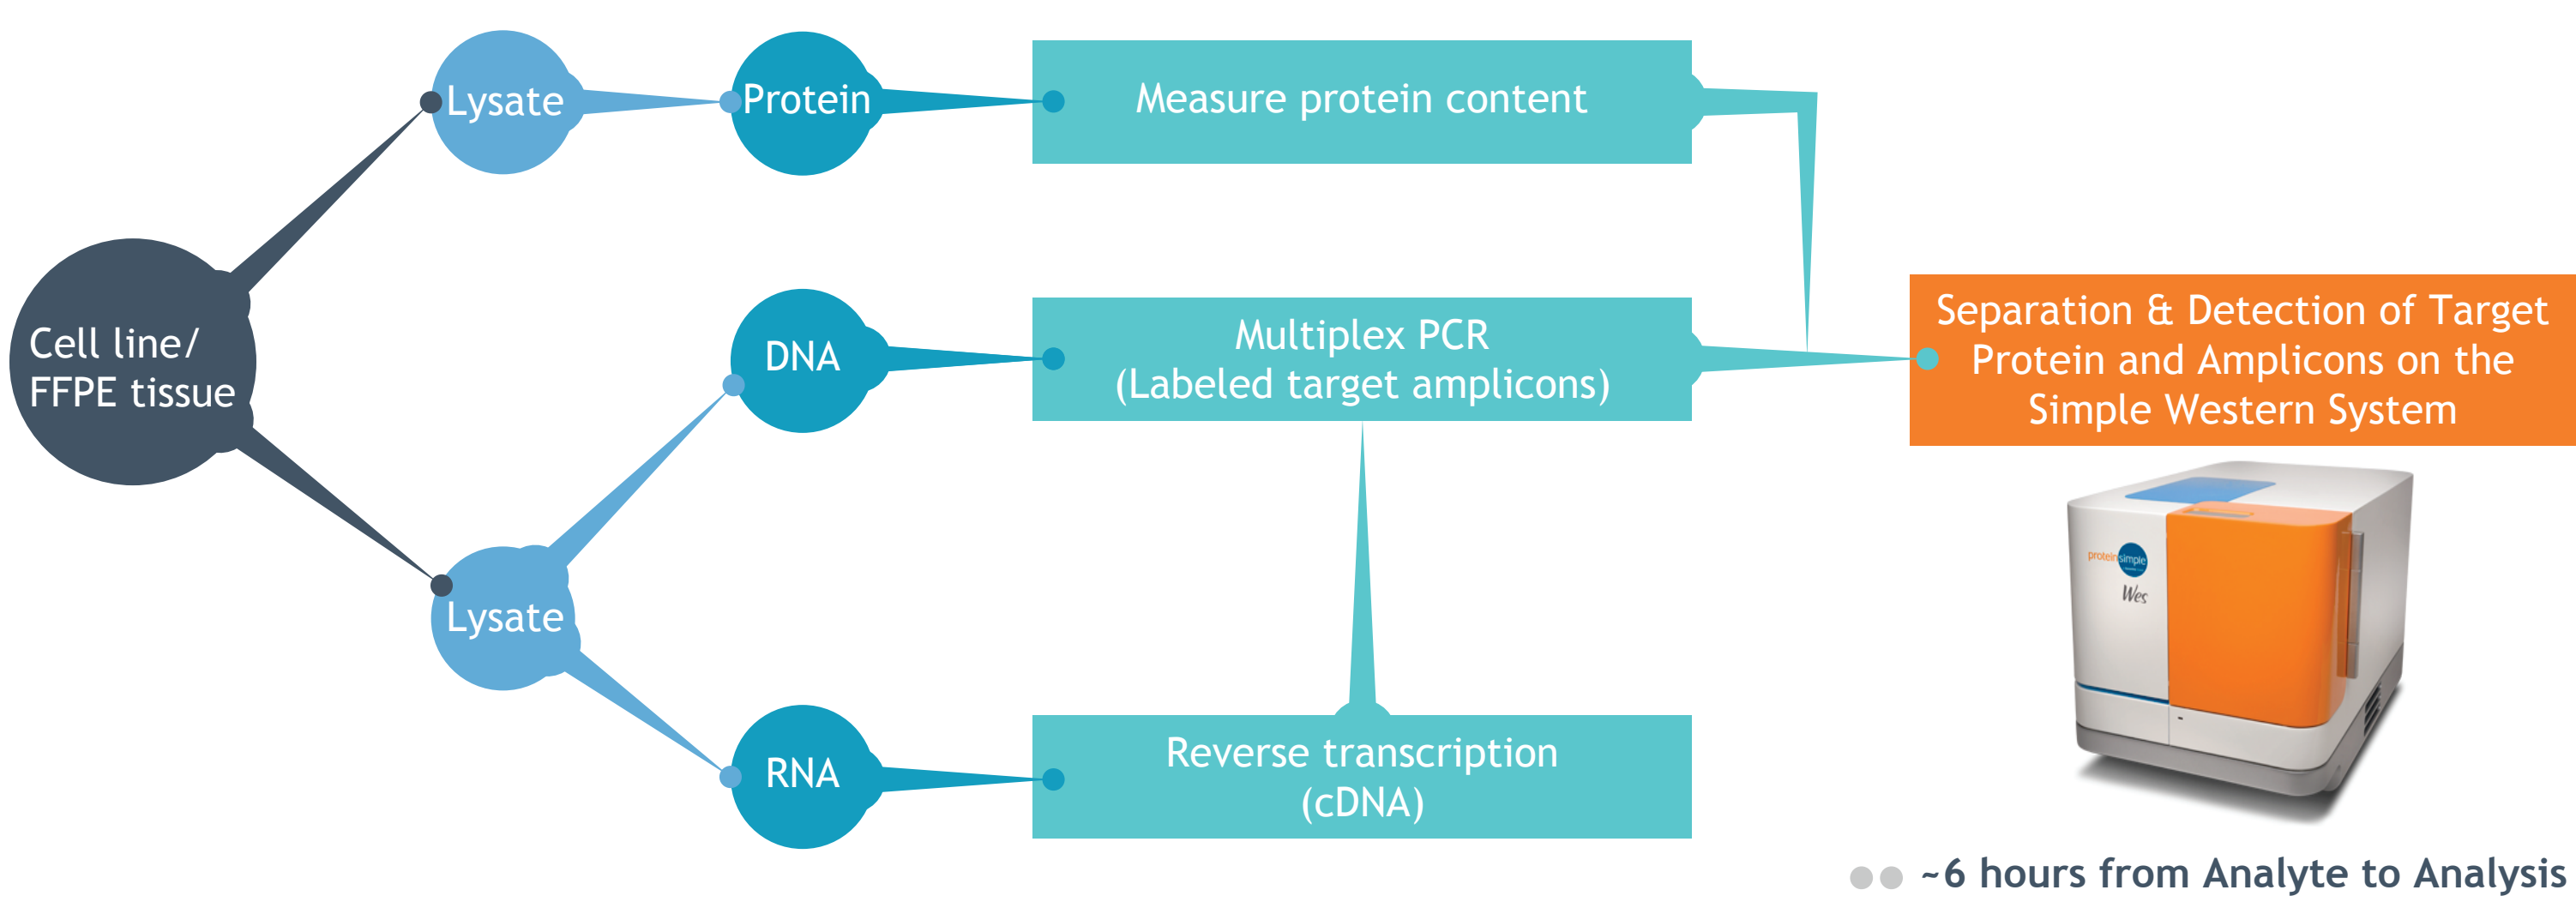 Lysate
Protein
Measure protein content
Cell line/
FFPE tissue
DNA
Multiplex PCR
(Labeled target amplicons)
Separation & Detection of Target
Protein and Amplicons on the
Simple Western System
Lysate
RNA
Reverse transcription
(cDNA)
proteinsimple
Wes
~6 hours from Analyte to Analysis